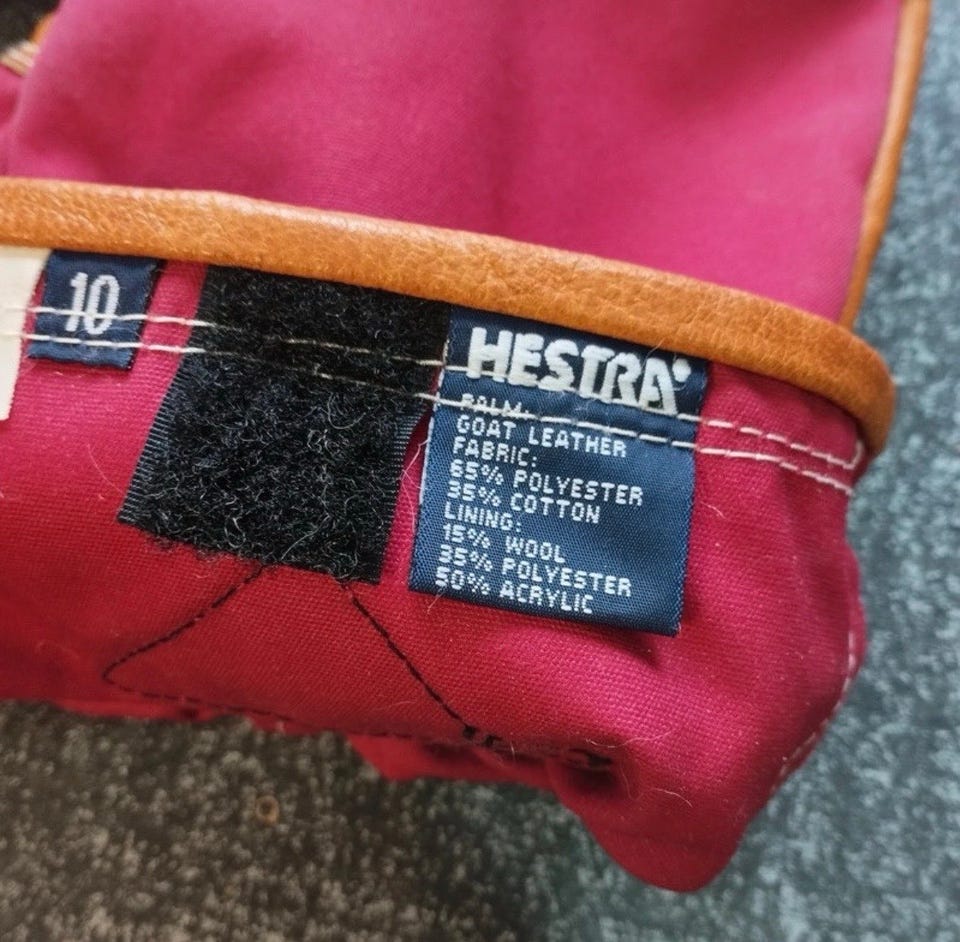 10
HESTRA
PALM:
GOAT LEATHER
FABRIC:
65% POLYESTER
35% COTTON
LINING:
15% WOOL
35% POLYESTER
50% ACRYLIC